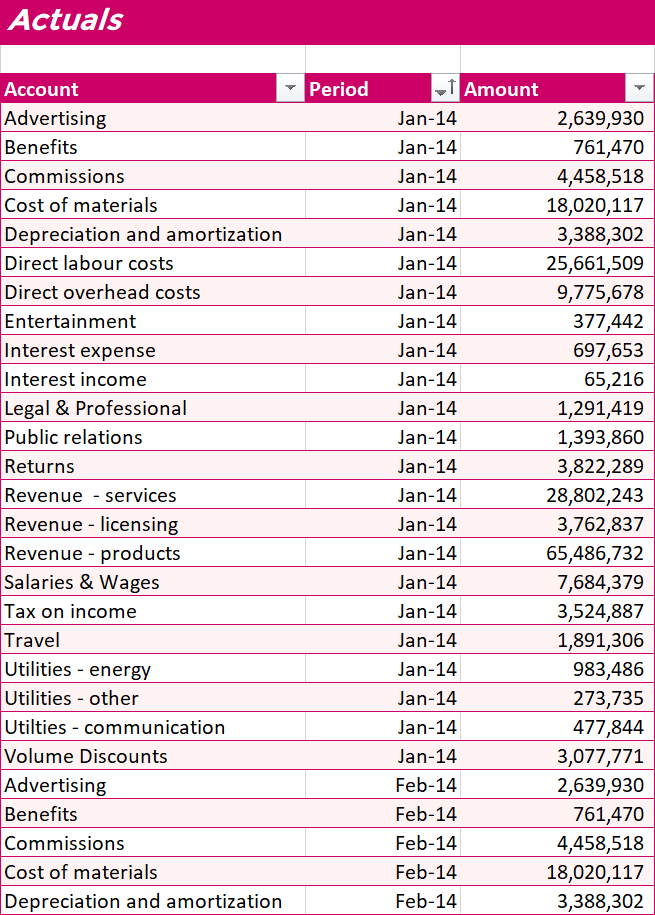 Actuals
Account Period Amount
Advertising Jan-14 2,639,930
Benefits Jan-14 761,470
Commissions Jan-14 4,458,518
Cost of materials Jan-14 18,020,117
Depreciation and amortization Jan-14 3,388,302
Direct labour costs Jan-14 25,661,509
Direct overhead costs Jan-14 9,775,678
Entertainment Jan-14 377,442
Interest expense Jan-14 697,653
Interest income Jan-14 65,216
Legal & Professional Jan-14 1,291,419
Public relations Jan-14 1,393,860
Returns Jan-14 3,822,289
Revenue  - services Jan-14 28,802,243
Revenue - licensing Jan-14 3,762,837
Revenue - products Jan-14 65,486,732
Salaries & Wages Jan-14 7,684,379
Tax on income Jan-14 3,524,887
Travel Jan-14 1,891,306
Utilities - energy Jan-14 983,486
Utilities - other Jan-14 273,735
Utilties - communication Jan-14 477,844
Volume Discounts Jan-14 3,077,771
Advertising Feb-14 2,639,930
Benefits Feb-14 761,470
Commissions Feb-14 4,458,518
Cost of materials Feb-14 18,020,117
Depreciation and amortization Feb-14 3,388,302